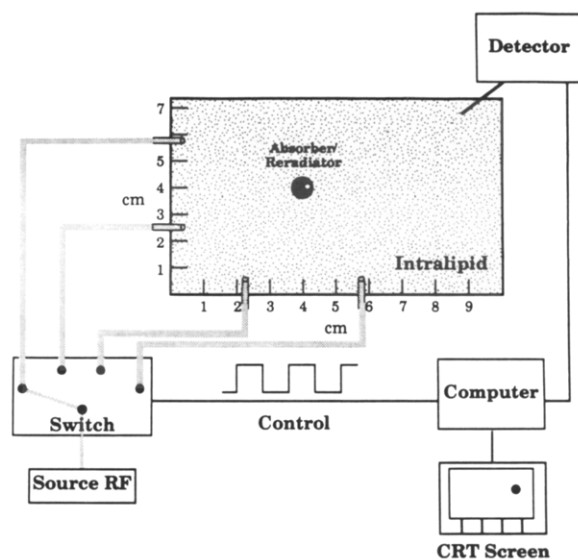 Detector
7
5
4
3
2
1
cm
Absorber/
Reradiator
Intralipid
1 2 3 4 5 6 7 8 9
cm
Switch
Control
Computer
Source RF
CRT Screen